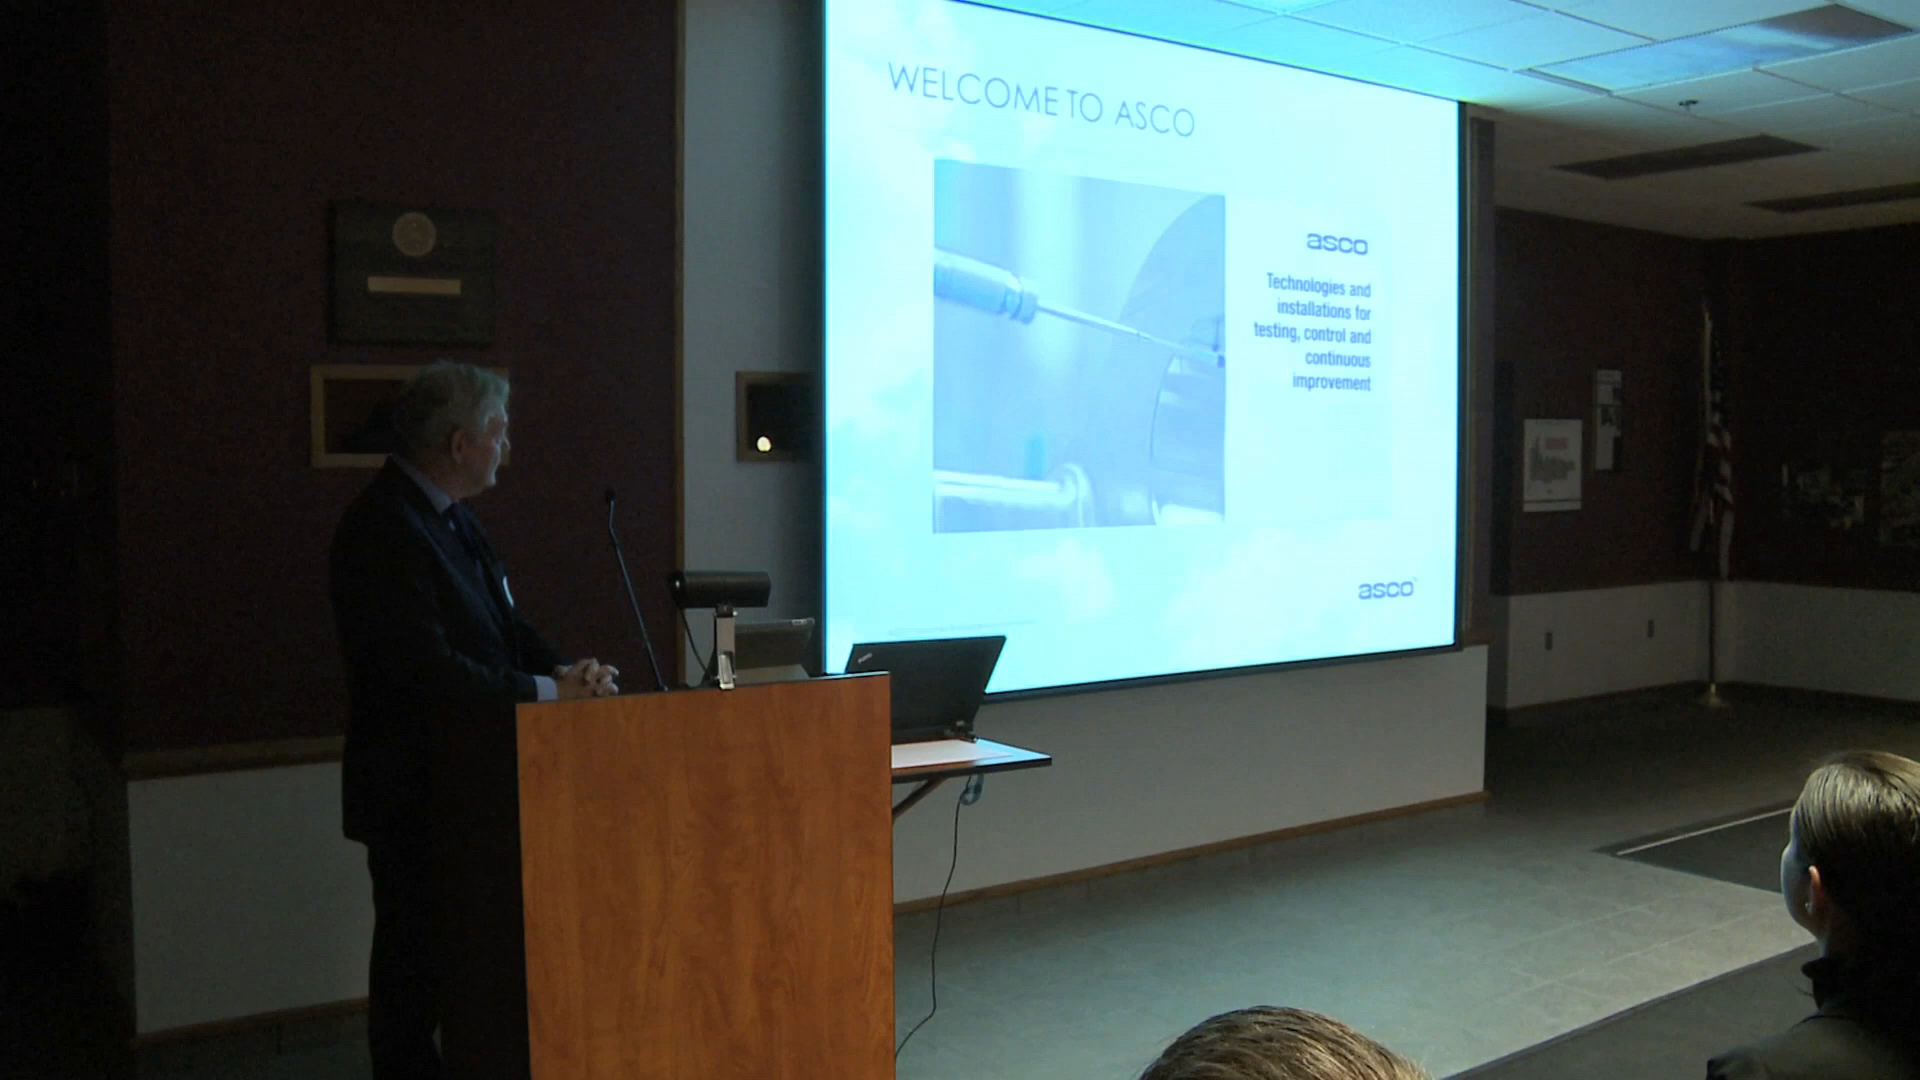 WELCOME TO ASCO
asco
Technologies and
installations for
testing, control and
continuous
improvement
asco